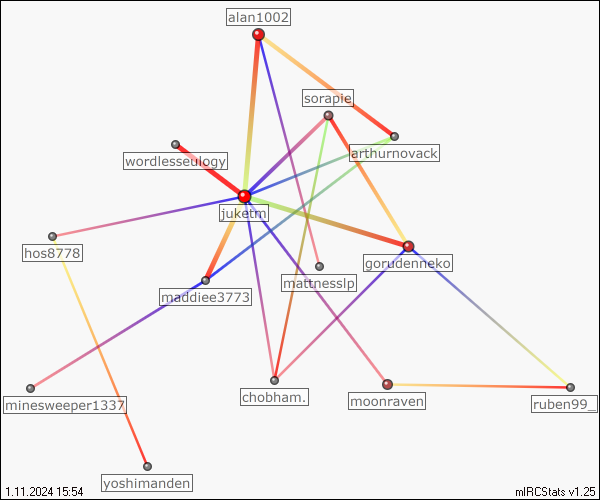 alan1002
sorapie
arthurnovack
wordlesseulogy
juketm
hos8778
gorudenneko
mattnesslp
maddiee3773
chobham.
moonraven
ruben99_
minesweeper1337
yoshimanden
1.11.2024 15:54
mIRCStats v1.25